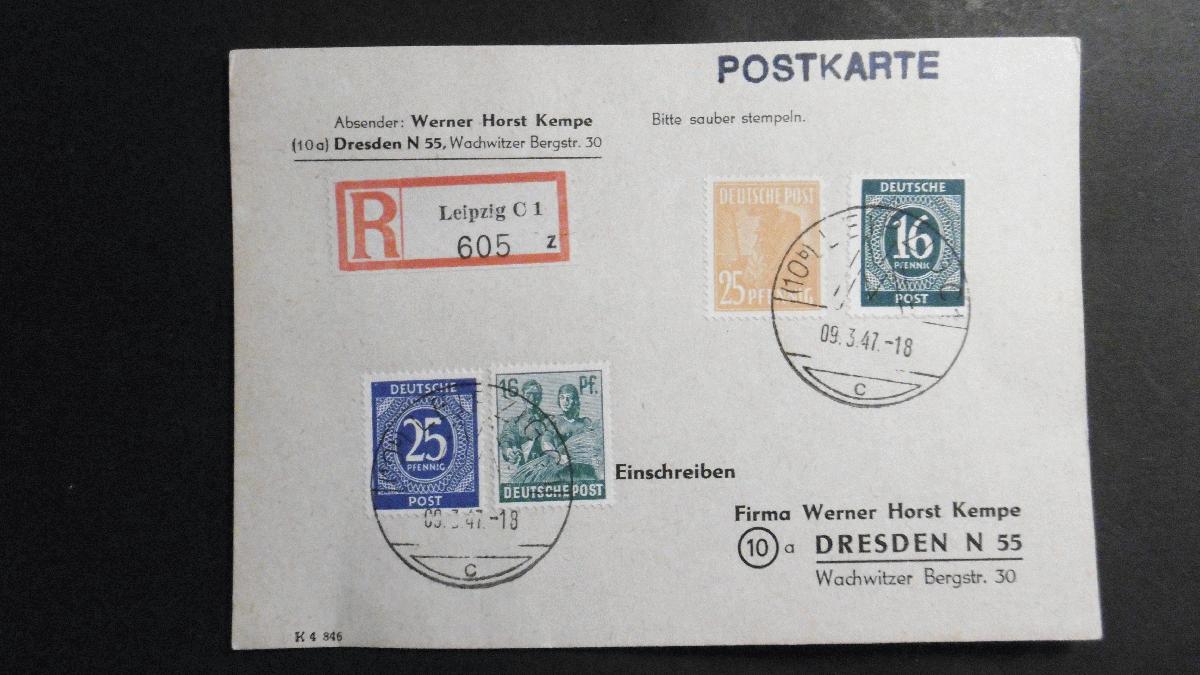 POSTKARTE
Absender: Werner Horst Kempe
(10a) Dresden N 55, Wachwitzer Bergstr. 30
Bitte sauber stempeln.
R
Leipzig C 1
605 z
DEUTSCHE POST
25 PFENNIG
DEUTSCHE
16
PFENNIG
POST
(10b)
09.3.47.-18
c
DEUTSCHE
25
PFENNIG
POST
16 Pf.
DEUTSCHE POST
47.-18
c
Einschreiben
Firma Werner Horst Kempe
10 a DRESDEN N 55
Wachwitzer Bergstr. 30
K 4 846